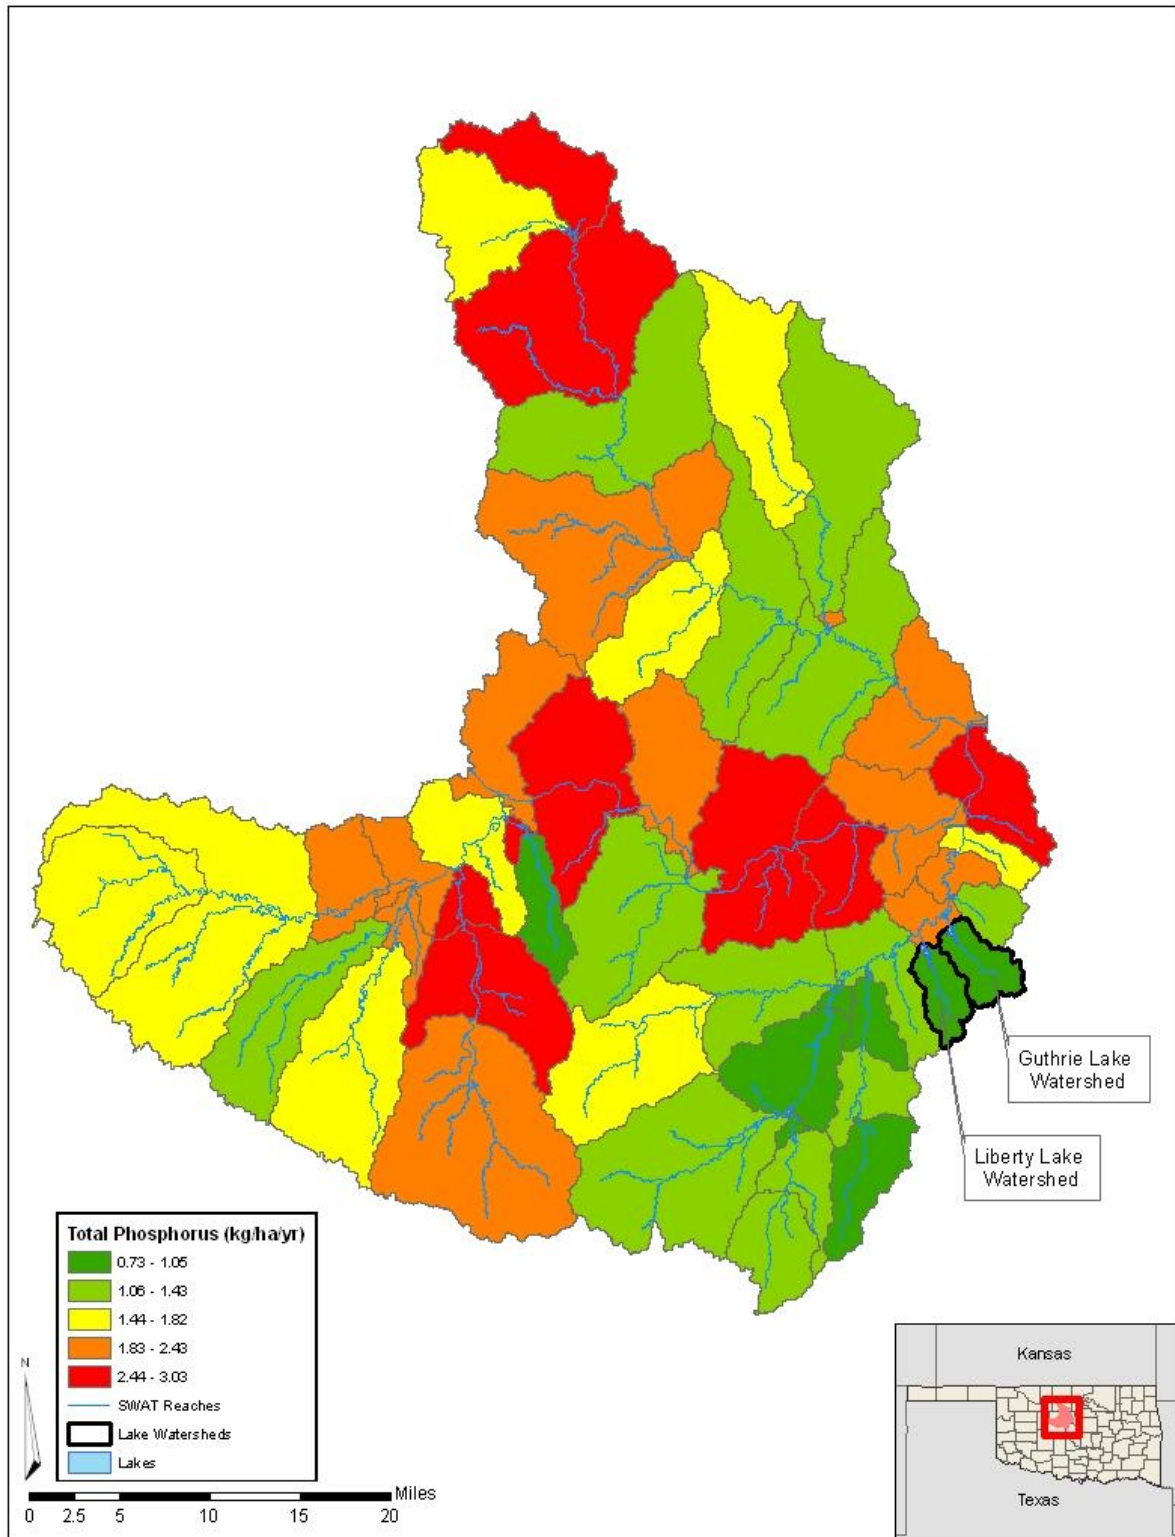 Guthrie Lake
Watershed
Liberty Lake
Watershed
Total Phosphorus (kg/ha/yr)
0.73 - 1.05
1.06 - 1.43
1.44 - 1.82
1.83 - 2.43
2.44 - 3.03
SWAT Reaches
Lake Watersheds
Lakes
N
Miles
0 2.5 5 10 15 20
Kansas
Texas